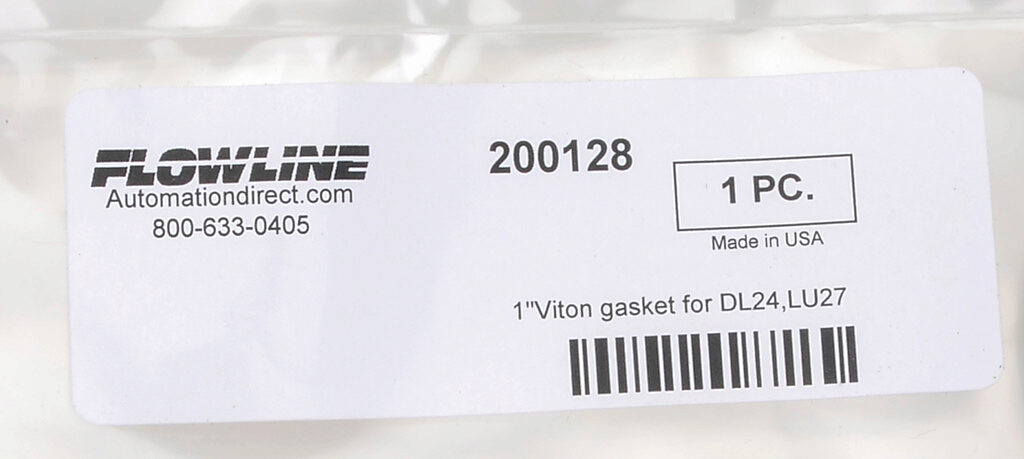 FLOWLINE
Automationdirect.com
800-633-0405
200128
1 PC.
Made in USA
1"Viton gasket for DL24,LU27